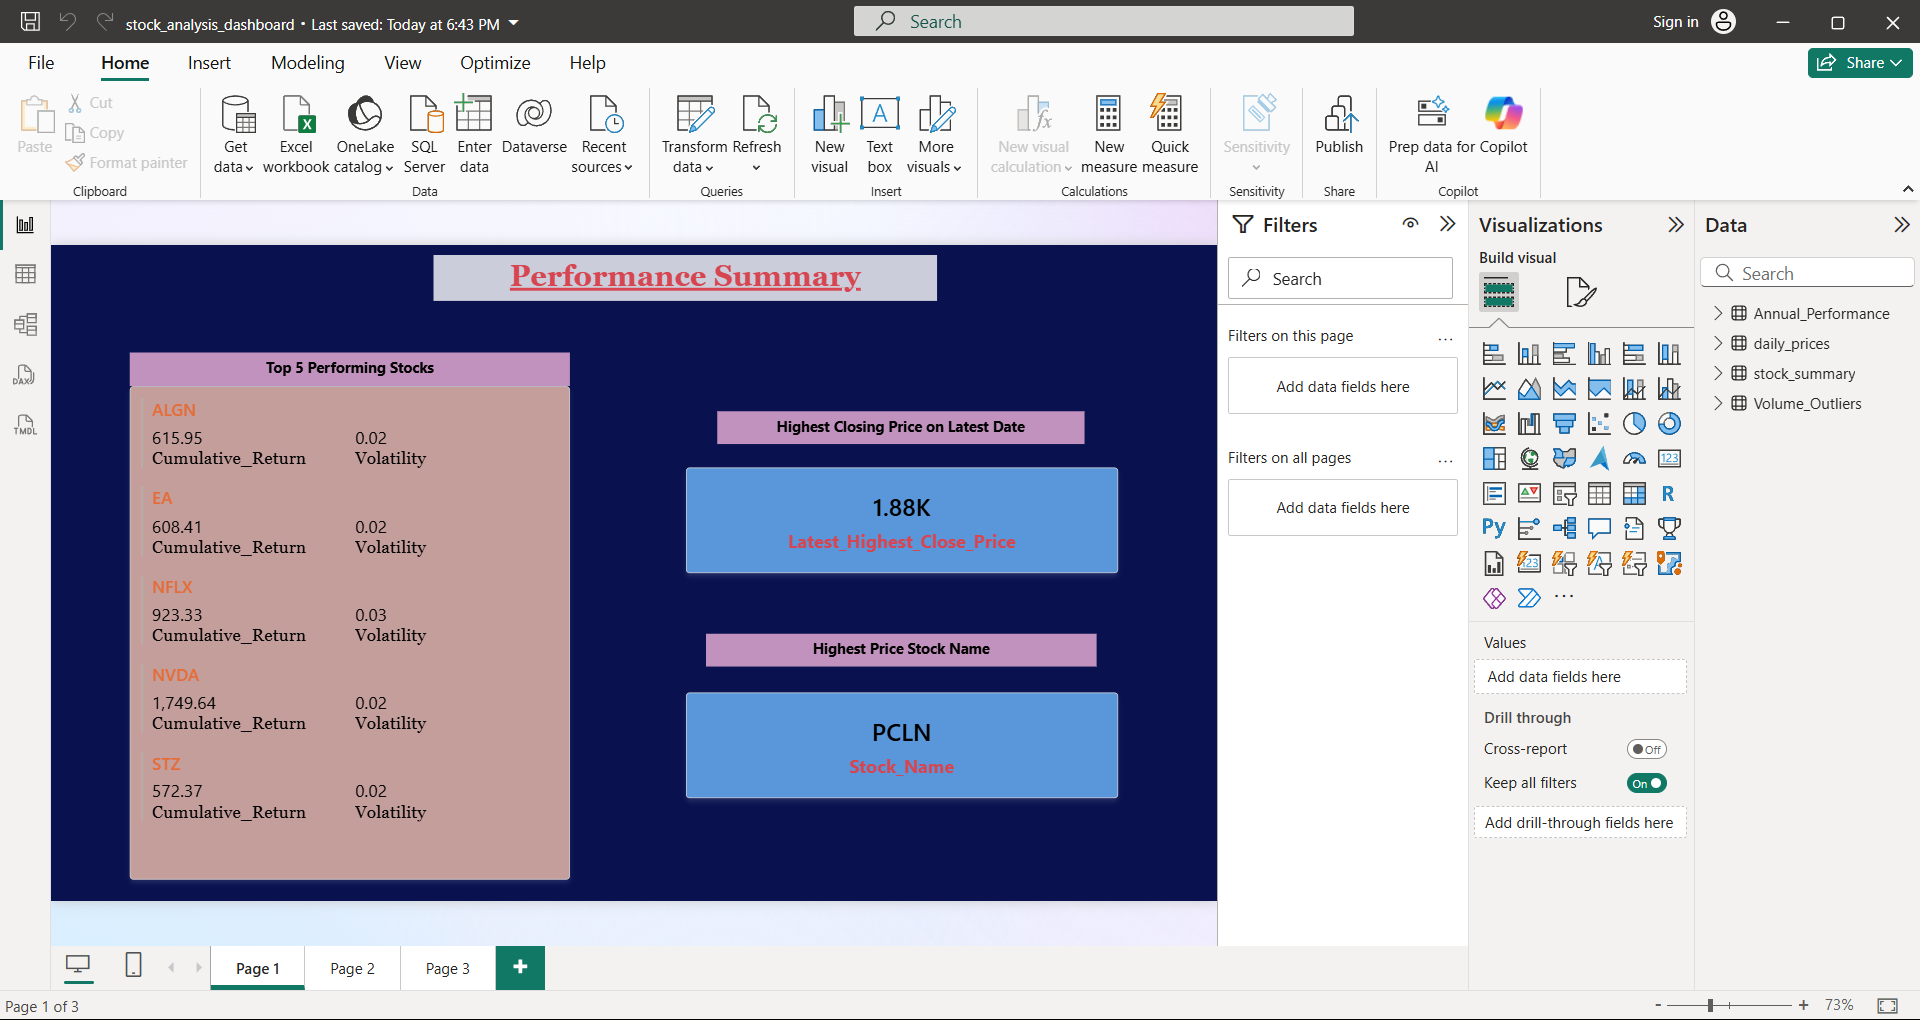 stock_analysis_dashboard • Last saved: Today at 6:43 PM
Search
Sign in
File
Home
Insert
Modeling
View
Optimize
Help
Share
Paste
Cut
Copy
Format painter
Clipboard
Get
data
Excel
workbook
OneLake
catalog
SQL
Server
Enter
data
Dataverse
Recent
sources
Data
Transform
data
Refresh
Queries
New
visual
A
Text
box
More
visuals
Insert
fx
New visual
calculation
New
measure
Quick
measure
Calculations
Sensitivity
Sensitivity
Publish
Share
Prep data for
AI
Copilot
Copilot
DAX
TMDL
Performance Summary
Top 5 Performing Stocks
ALGN
615.95 0.02
Cumulative_Return Volatility
EA
608.41 0.02
Cumulative_Return Volatility
NFLX
923.33 0.03
Cumulative_Return Volatility
NVDA
1,749.64 0.02
Cumulative_Return Volatility
STZ
572.37 0.02
Cumulative_Return Volatility
Highest Closing Price on Latest Date
1.88K
Latest_Highest_Close_Price
Highest Price Stock Name
PCLN
Stock_Name
Filters
Search
Filters on this page ...
Add data fields here
Filters on all pages ...
Add data fields here
Visualizations
Build visual
123
R
Py
123
...
Values
Add data fields here
Drill through
Cross-report Off
Keep all filters On
Add drill-through fields here
Data
Search
Annual_Performance
daily_prices
stock_summary
Volume_Outliers
Page 1
Page 2
Page 3
+
Page 1 of 3
- + 73%